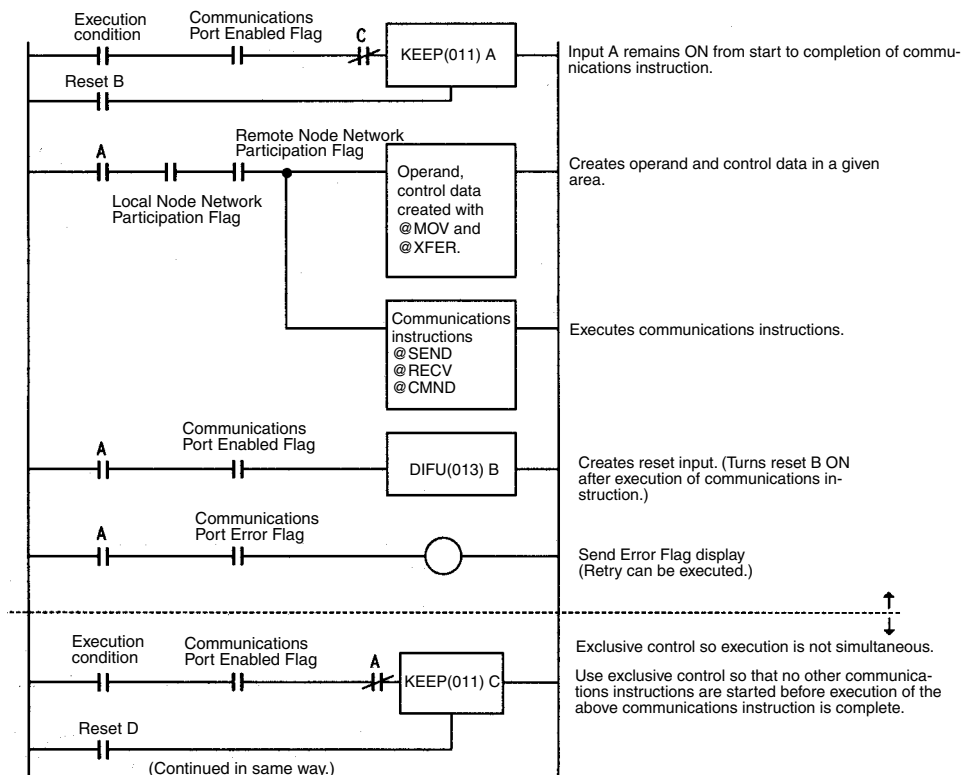 Execution
condition
Communications
Port Enabled Flag
C
KEEP(011) A
Input A remains ON from start to completion of commu-
nications instruction.
Reset B
A
Remote Node Network
Participation Flag
Local Node Network
Participation Flag
Operand,
control data
created with
@MOV and
@XFER.
Creates operand and control data in a given
area.
Communications
instructions
@SEND
@RECV
@CMND
Executes communications instructions.
A
Communications
Port Enabled Flag
DIFU(013) B
Creates reset input. (Turns reset B ON
after execution of communications in-
struction.)
A
Communications
Port Error Flag
Send Error Flag display
(Retry can be executed.)
Exclusive control so execution is not simultaneous.
Execution
condition
Communications
Port Enabled Flag
A
KEEP(011) C
Use exclusive control so that no other communica-
tions instructions are started before execution of the
above communications instruction is complete.
Reset D
(Continued in same way.)